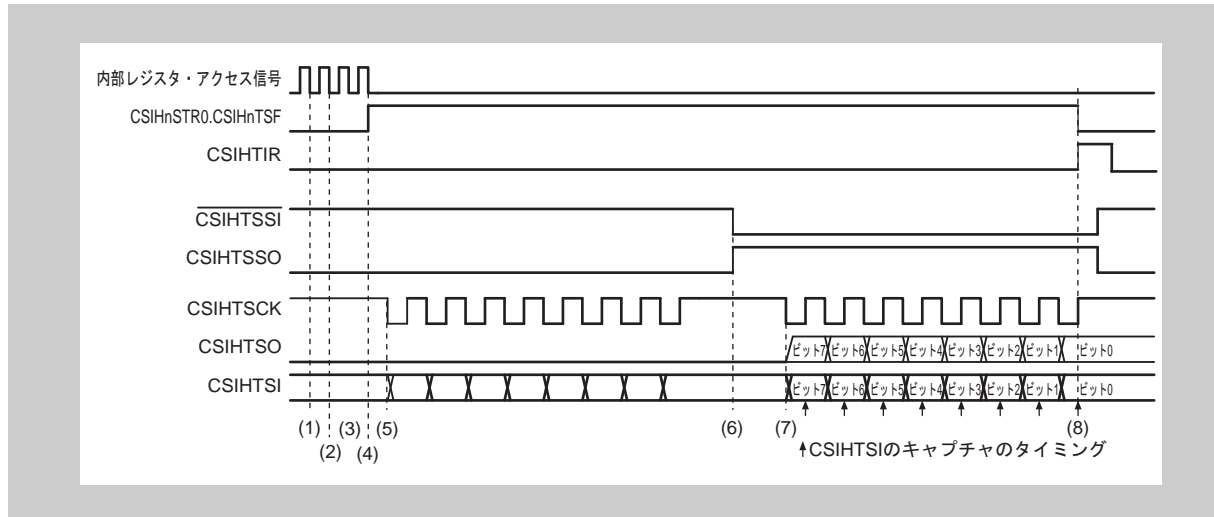 内部レジスタ・アクセス信号
CSIHnSTR0.CSIHnTSF
CSIHTIR
CSIHTSSI
CSIHTSSO
CSIHTSCK
CSIHTSO
ビット7 ビット6 ビット5 ビット4 ビット3 ビット2 ビット1 ビット0
CSIHTSI
ビット7 ビット6 ビット5 ビット4 ビット3 ビット2 ビット1 ビット0
(1) (3) (5) (6) (7) (8)
(2) (4)
CSIHTSIのキャプチャのタイミング